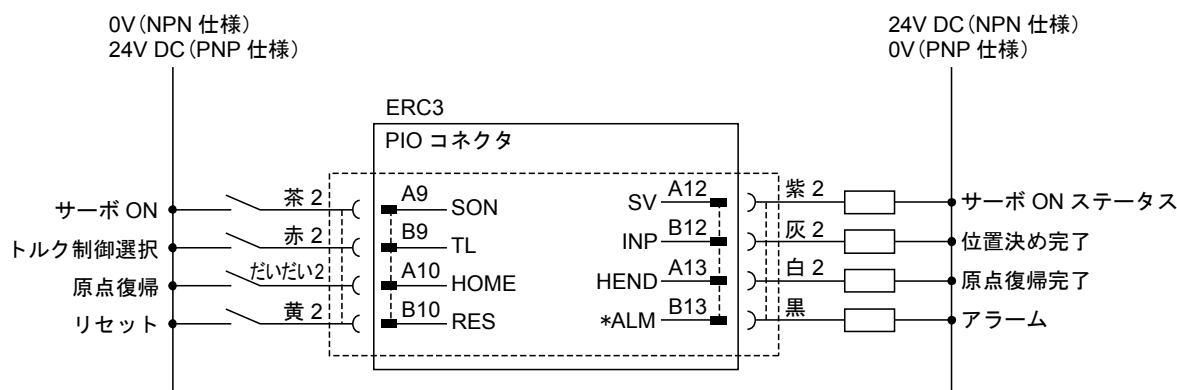 0V(NPN 仕様)
24V DC(PNP 仕様)
24V DC(NPN 仕様)
0V(PNP 仕様)
ERC3
PIO コネクタ
サーボ ON 茶 2 A9 SON SV A12 紫 2 サーボ ON ステータス
トルク制御選択 赤 2 B9 TL INP B12 灰 2 位置決め完了
原点復帰 だいだい2 A10 HOME HEND A13 白 2 原点復帰完了
リセット 黄 2 B10 RES *ALM B13 黒 アラーム